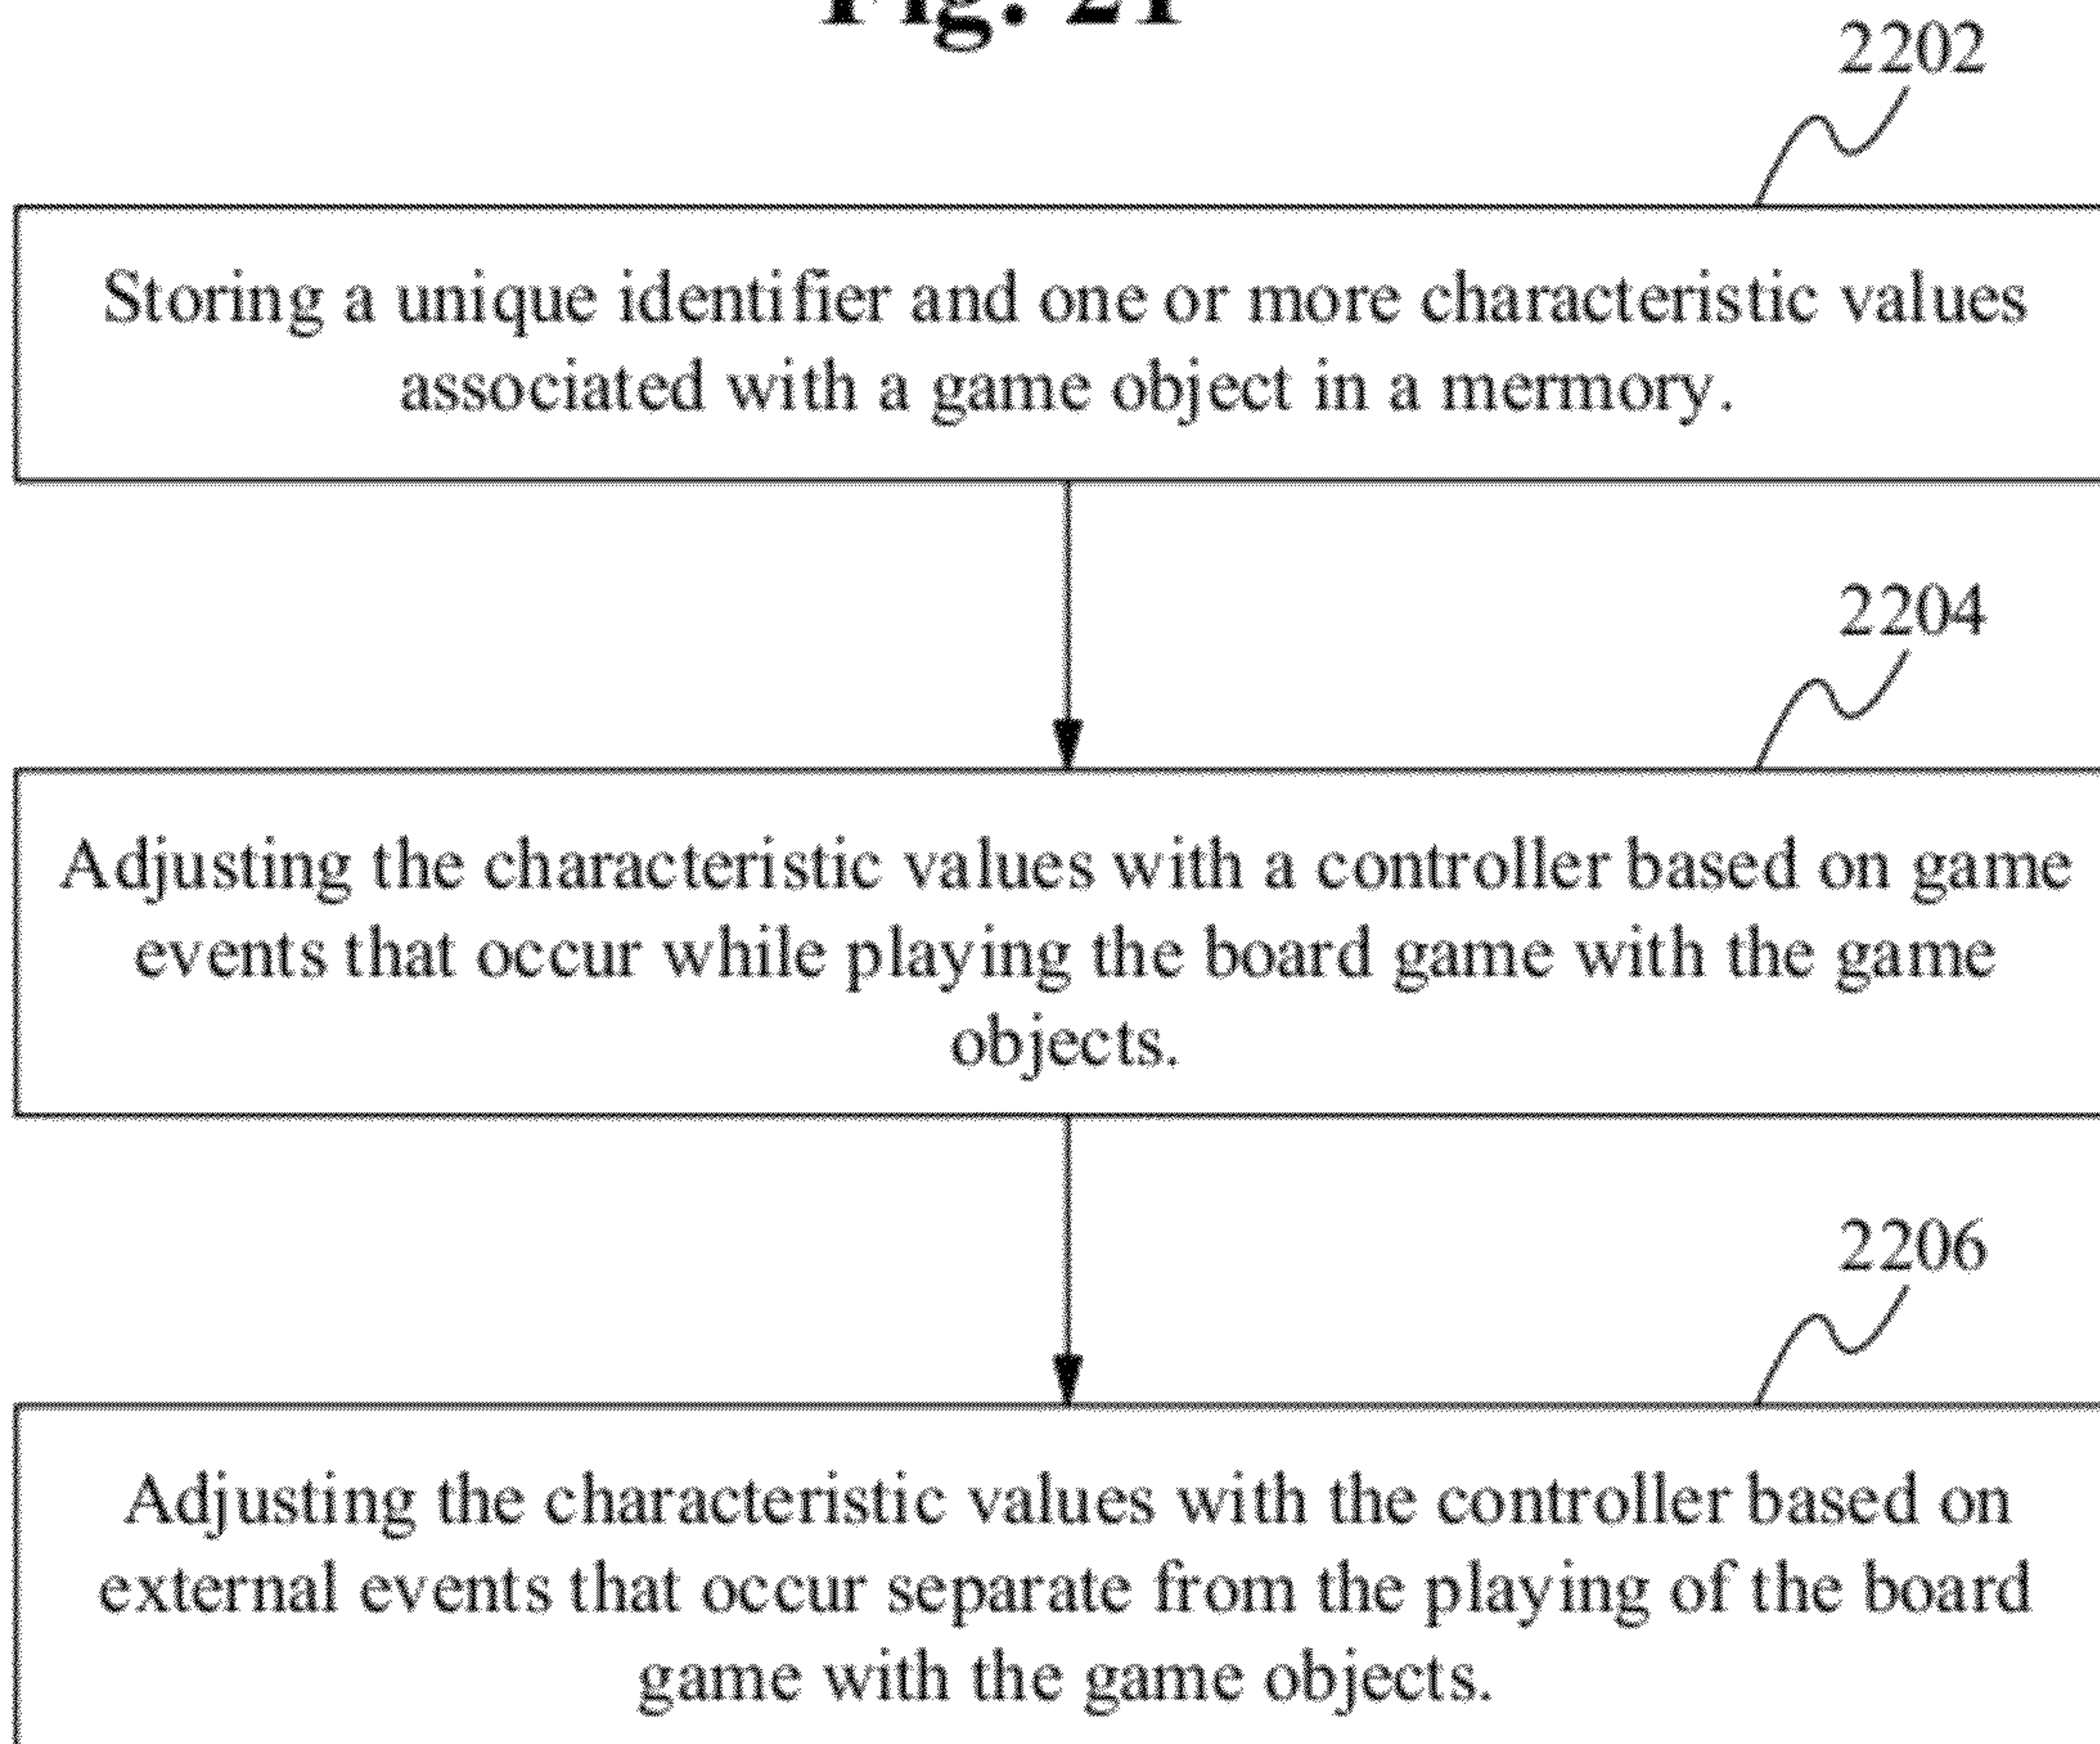 Fig. 21
2202
Storing a unique identifier and one or more characteristic values
associated with a game object in a mermory.
2204
Adjusting the characteristic values with a controller based on game
events that occur while playing the board game with the game
objects.
2206
Adjusting the characteristic values with the controller based on
external events that occur separate from the playing of the board
game with the game objects.